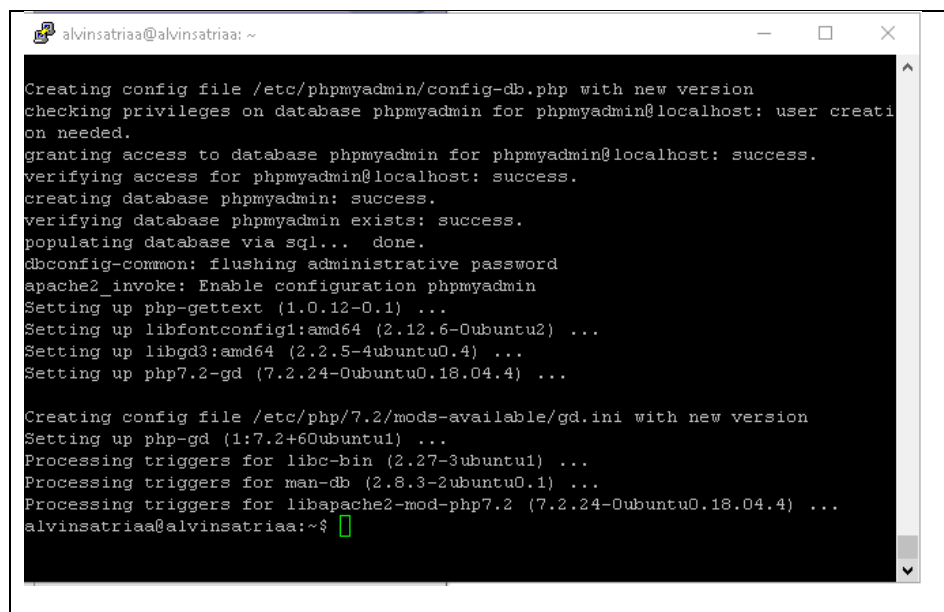 alvinsatriaa@alvinsatriaa: ~
Creating config file /etc/phpmyadmin/config-db.php with new version
checking privileges on database phpmyadmin for phpmyadmin@localhost: user creati
on needed.
granting access to database phpmyadmin for phpmyadmin@localhost: success.
verifying access for phpmyadmin@localhost: success.
creating database phpmyadmin: success.
verifying database phpmyadmin exists: success.
populating database via sql...  done.
dbconfig-common: flushing administrative password
apache2_invoke: Enable configuration phpmyadmin
Setting up php-gettext (1.0.12-0.1) ...
Setting up libfontconfig1:amd64 (2.12.6-0ubuntu2) ...
Setting up libgd3:amd64 (2.2.5-4ubuntu0.4) ...
Setting up php7.2-gd (7.2.24-0ubuntu0.18.04.4) ...
Creating config file /etc/php/7.2/mods-available/gd.ini with new version
Setting up php-gd (1:7.2+60ubuntu1) ...
Processing triggers for libc-bin (2.27-3ubuntu1) ...
Processing triggers for man-db (2.8.3-2ubuntu0.1) ...
Processing triggers for libapache2-mod-php7.2 (7.2.24-0ubuntu0.18.04.4) ...
alvinsatriaa@alvinsatriaa:~$